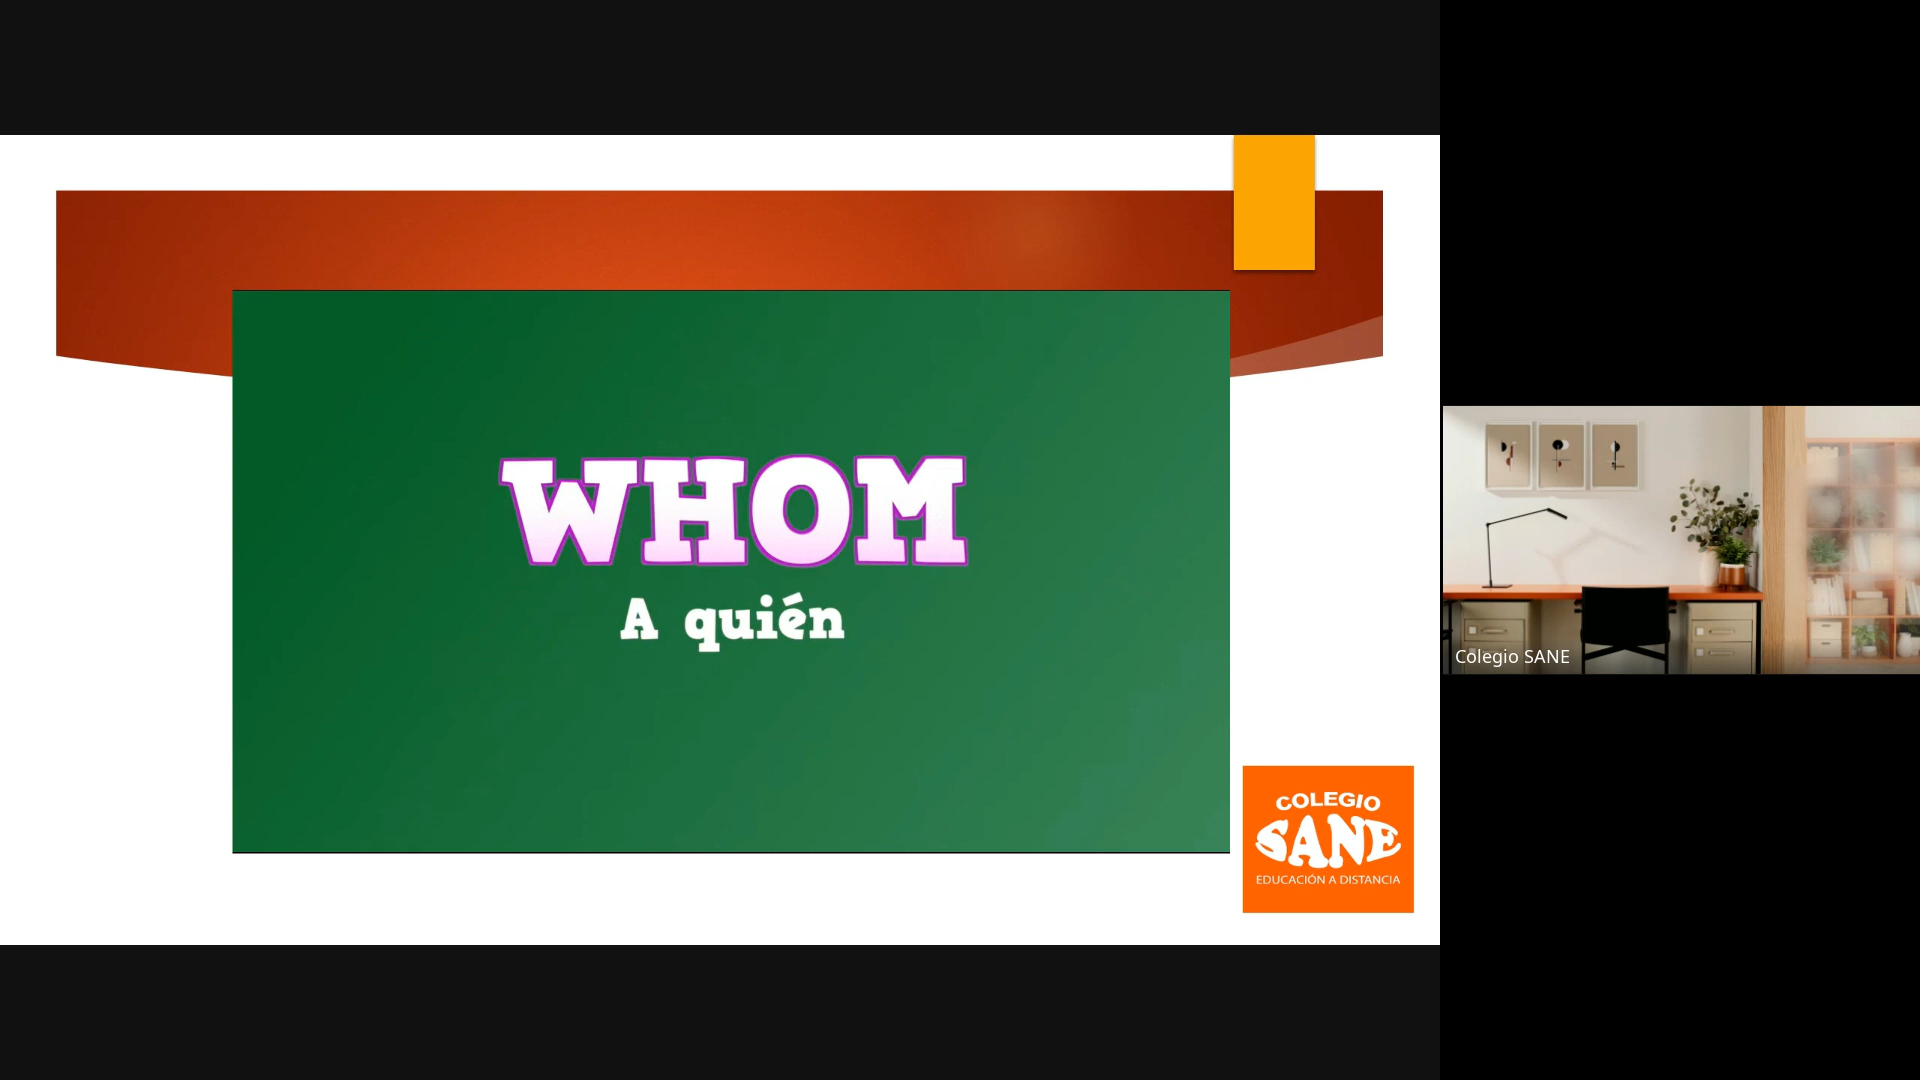 WHOM
A quién
COLEGIO
SANE
EDUCACIÓN A DISTANCIA
Colegio SANE